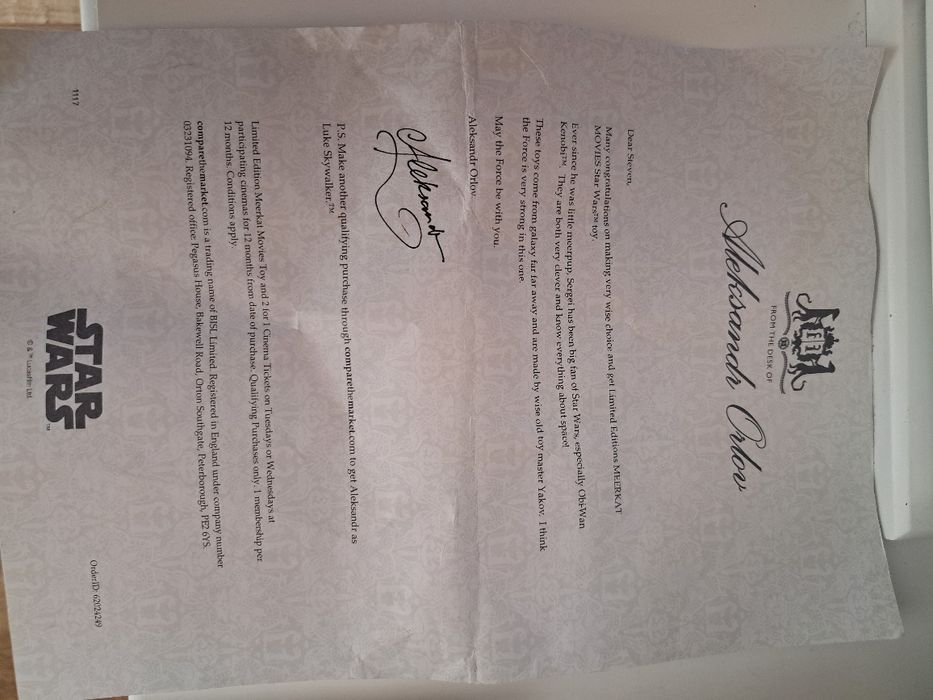 FROM THE DESK OF
Aleksandr Orlov
Dear Steven,
Many congratulations on making very wise choice and get Limited Editions MEERKAT
MOVIES Star Wars™ toy.
Ever since he was little meerpup, Sergei has been big fan of Star Wars, especially Obi-Wan
Kenobi™. They are both very clever and know everything about space!
These toys come from galaxy fur far away and are made by wise old toy master Yakov. I think
the Force is very strong in this one.
May the Force be with you.
Aleksandr Orlov.
Aleksandr
P.S. Make another qualifying purchase through comparethemarket.com to get Aleksandr as
Luke Skywalker.™
Limited Edition Meerkat Movies Toy and 2 for 1 Cinema Tickets on Tuesdays or Wednesdays at
participating cinemas for 12 months from date of purchase. Qualifying Purchases only. 1 membership per
12 months. Conditions apply.
comparethemarket.com is a trading name of BISL Limited. Registered in England under company number
03231094. Registered office: Pegasus House, Bakewell Road, Orton Southgate, Peterborough, PE2 6YS.
1117
OrderID: 62024249
STAR
WARS™
© & ™ Lucasfilm Ltd.